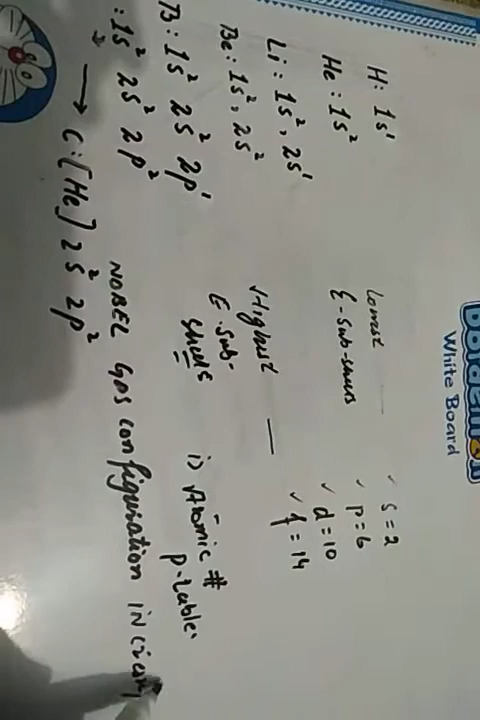 Doraemon
White Board
H: 1s¹
He: 1s²
Li: 1s², 2s¹
Be: 1s², 2s²
B: 1s² 2s² 2p¹
: 1s² 2s² 2p²
→ C: [He] 2s² 2p²
Lowest
E-sub-shells
Highest
E.sub-
shells
✓ s = 2
✓ p = 6
✓ d = 10
✓ f = 14
i) Atomic #
p.table.
NOBEL GAS configuration IN